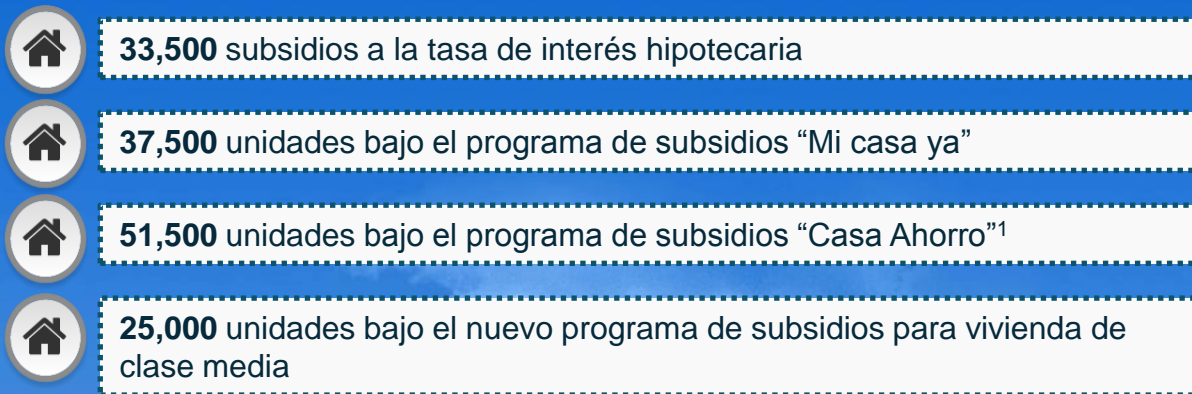 33,500 subsidios a la tasa de interés hipotecaria
37,500 unidades bajo el programa de subsidios “Mi casa ya”
51,500 unidades bajo el programa de subsidios “Casa Ahorro”1
25,000 unidades bajo el nuevo programa de subsidios para vivienda de
clase media